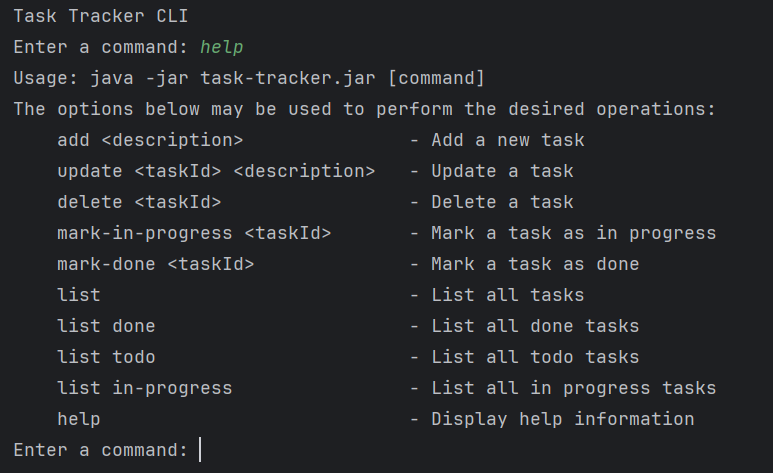 Task Tracker CLI
Enter a command: help
Usage: java -jar task-tracker.jar [command]
The options below may be used to perform the desired operations:
    add <description>               - Add a new task
    update <taskId> <description>   - Update a task
    delete <taskId>                 - Delete a task
    mark-in-progress <taskId>       - Mark a task as in progress
    mark-done <taskId>              - Mark a task as done
    list                            - List all tasks
    list done                       - List all done tasks
    list todo                       - List all todo tasks
    list in-progress                - List all in progress tasks
    help                            - Display help information
Enter a command: